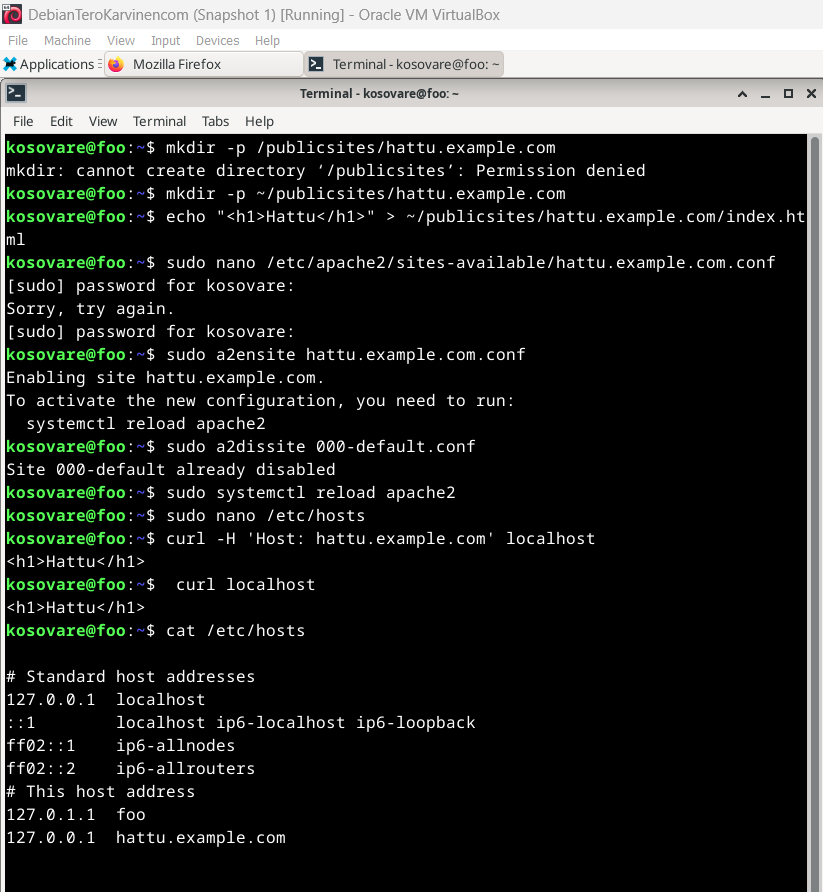 DebianTeroKarvinencom (Snapshot 1) [Running] - Oracle VM VirtualBox
File Machine View Input Devices Help
Applications Mozilla Firefox Terminal - kosovare@foo: ~
Terminal - kosovare@foo: ~
File Edit View Terminal Tabs Help
kosovare@foo:~$ mkdir -p /publicsites/hattu.example.com
mkdir: cannot create directory ‘/publicsites’: Permission denied
kosovare@foo:~$ mkdir -p ~/publicsites/hattu.example.com
kosovare@foo:~$ echo "<h1>Hattu</h1>" > ~/publicsites/hattu.example.com/index.ht
ml
kosovare@foo:~$ sudo nano /etc/apache2/sites-available/hattu.example.com.conf
[sudo] password for kosovare:
Sorry, try again.
[sudo] password for kosovare:
kosovare@foo:~$ sudo a2ensite hattu.example.com.conf
Enabling site hattu.example.com.
To activate the new configuration, you need to run:
  systemctl reload apache2
kosovare@foo:~$ sudo a2dissite 000-default.conf
Site 000-default already disabled
kosovare@foo:~$ sudo systemctl reload apache2
kosovare@foo:~$ sudo nano /etc/hosts
kosovare@foo:~$ curl -H 'Host: hattu.example.com' localhost
<h1>Hattu</h1>
kosovare@foo:~$  curl localhost
<h1>Hattu</h1>
kosovare@foo:~$ cat /etc/hosts
# Standard host addresses
127.0.0.1  localhost
::1        localhost ip6-localhost ip6-loopback
ff02::1    ip6-allnodes
ff02::2    ip6-allrouters
# This host address
127.0.1.1  foo
127.0.0.1  hattu.example.com